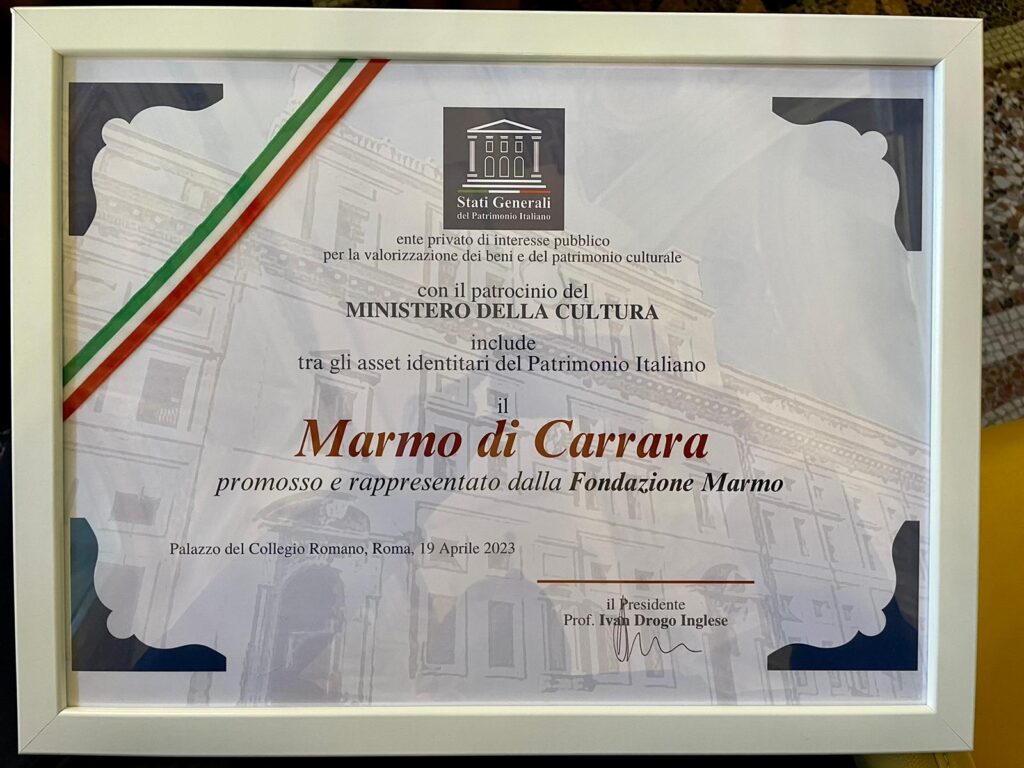 Stati Generali
del Patrimonio Italiano
ente privato di interesse pubblico
per la valorizzazione dei beni e del patrimonio culturale
con il patrocinio del
MINISTERO DELLA CULTURA
include
tra gli asset identitari del Patrimonio Italiano
il
Marmo di Carrara
promosso e rappresentato dalla Fondazione Marmo
Palazzo del Collegio Romano, Roma, 19 Aprile 2023
il Presidente
Prof. Ivan Drogo Inglese